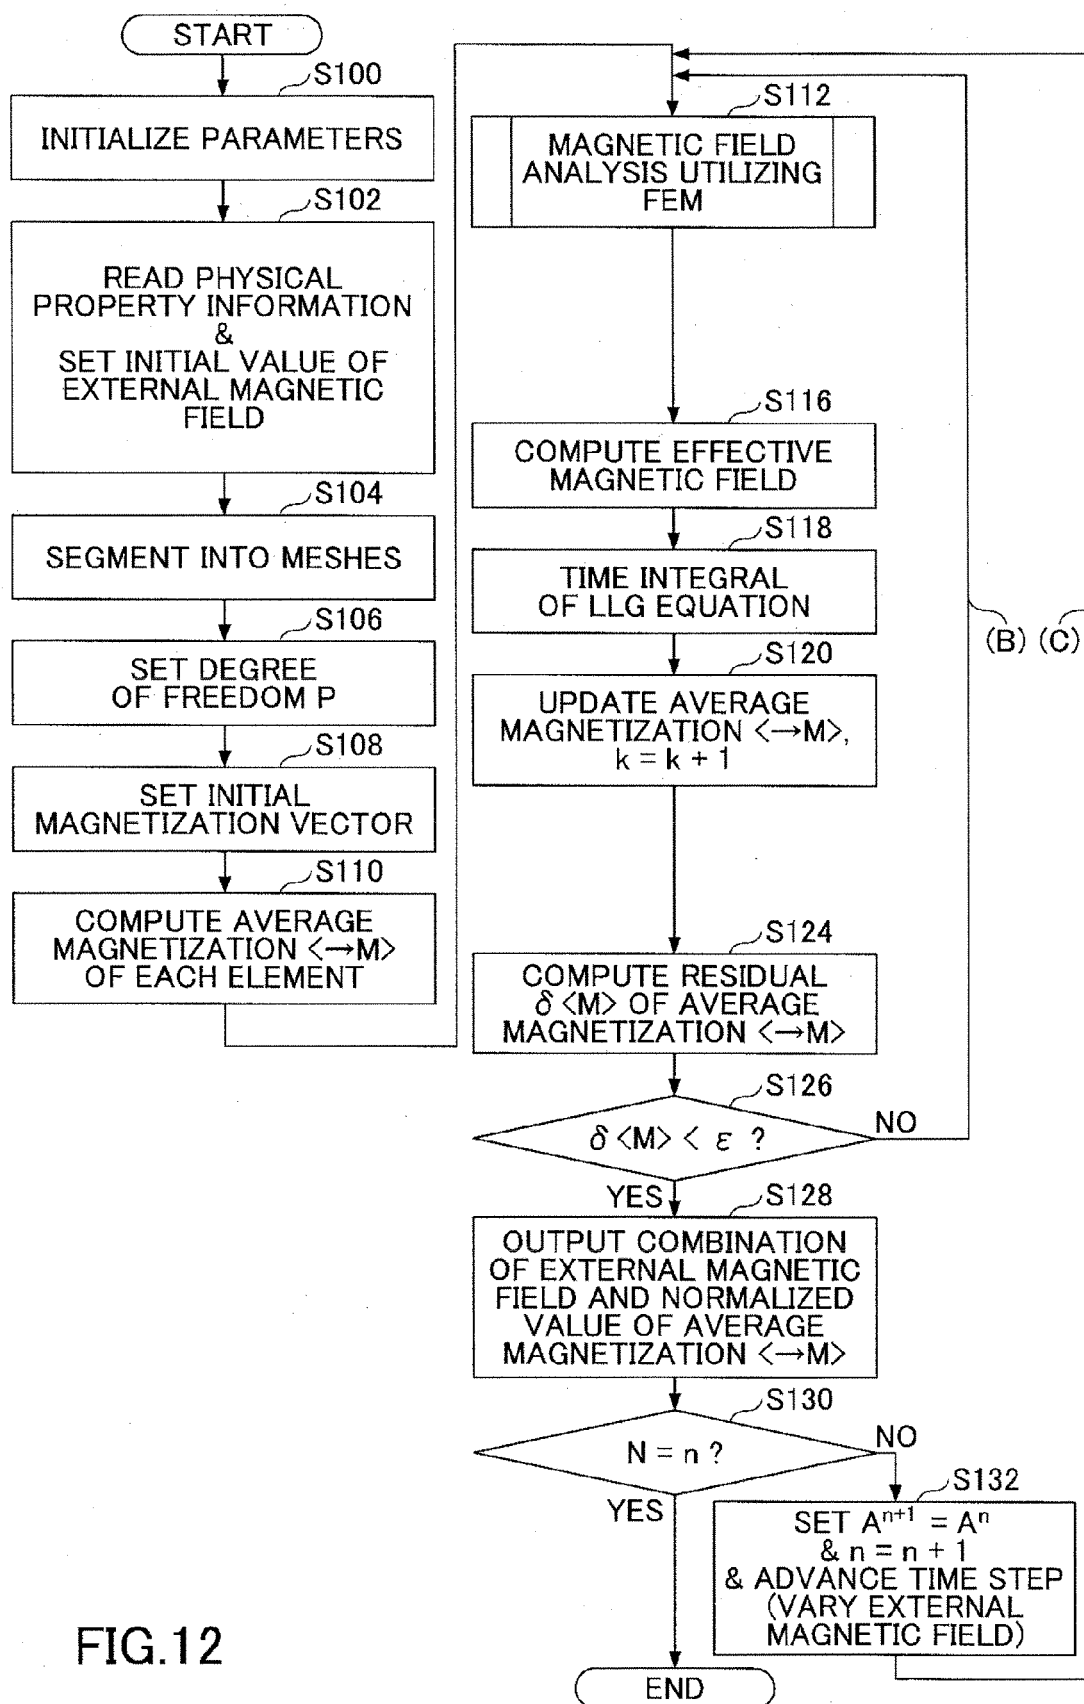 START
S100
INITIALIZE PARAMETERS
S102
READ PHYSICAL
PROPERTY INFORMATION
&
SET INITIAL VALUE OF
EXTERNAL MAGNETIC
FIELD
S104
SEGMENT INTO MESHES
S106
SET DEGREE
OF FREEDOM P
S108
SET INITIAL
MAGNETIZATION VECTOR
S110
COMPUTE AVERAGE
MAGNETIZATION <→M>
OF EACH ELEMENT
S112
MAGNETIC FIELD
ANALYSIS UTILIZING
FEM
S116
COMPUTE EFFECTIVE
MAGNETIC FIELD
S118
TIME INTEGRAL
OF LLG EQUATION
(B) (C)
S120
UPDATE AVERAGE
MAGNETIZATION <→M>,
k = k + 1
S124
COMPUTE RESIDUAL
δ<M> OF AVERAGE
MAGNETIZATION <→M>
S126
δ<M> < ε ?
NO
YES
S128
OUTPUT COMBINATION
OF EXTERNAL MAGNETIC
FIELD AND NORMALIZED
VALUE OF AVERAGE
MAGNETIZATION <→M>
S130
N = n ?
NO
YES
S132
SET Aⁿ⁺¹ = Aⁿ
& n = n + 1
& ADVANCE TIME STEP
(VARY EXTERNAL
MAGNETIC FIELD)
END
FIG.12